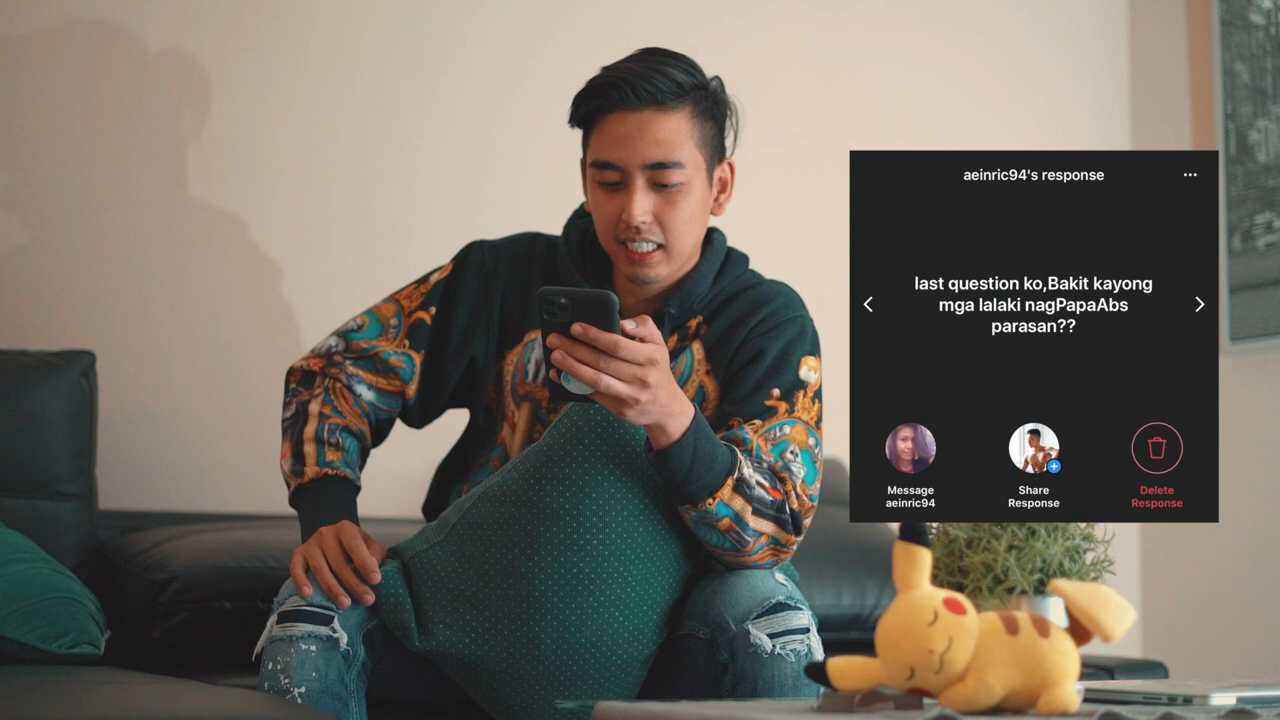 aeinric94's response
last question ko,Bakit kayong
mga lalaki nagPapaAbs
parasan??
Message
aeinric94
Share
Response
Delete
Response